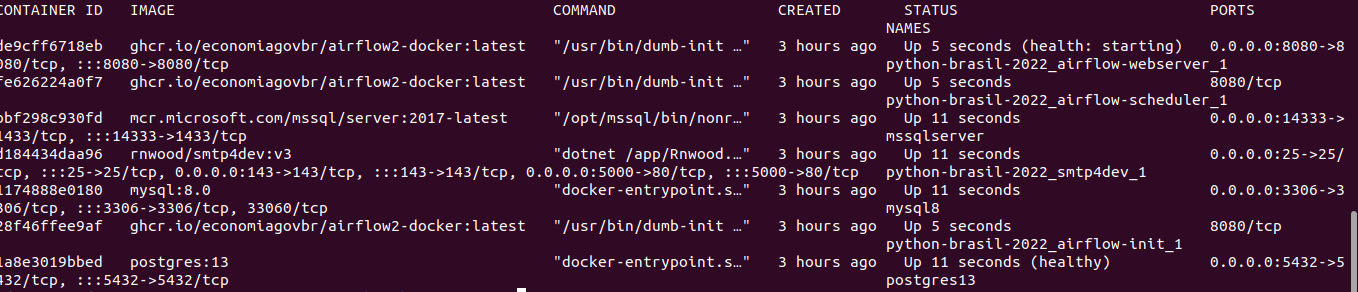 CONTAINER ID   IMAGE                                         COMMAND                  CREATED       STATUS                            PORTS
NAMES
de9cff6718eb   ghcr.io/economiagovbr/airflow2-docker:latest   "/usr/bin/dumb-init …"   3 hours ago   Up 5 seconds (health: starting)   0.0.0.0:8080->8
080/tcp, :::8080->8080/tcp   python-brasil-2022_airflow-webserver_1
fe626224a0f7   ghcr.io/economiagovbr/airflow2-docker:latest   "/usr/bin/dumb-init …"   3 hours ago   Up 5 seconds   8080/tcp
python-brasil-2022_airflow-scheduler_1
bbf298c930fd   mcr.microsoft.com/mssql/server:2017-latest   "/opt/mssql/bin/nonr…"   3 hours ago   Up 11 seconds   0.0.0.0:14333->
1433/tcp, :::14333->1433/tcp   mssqlserver
d184434daa96   rnwood/smtp4dev:v3   "dotnet /app/Rnwood.…"   3 hours ago   Up 11 seconds   0.0.0.0:25->25/
tcp, :::25->25/tcp, 0.0.0.0:143->143/tcp, :::143->143/tcp, 0.0.0.0:5000->80/tcp, :::5000->80/tcp   python-brasil-2022_smtp4dev_1
1174888e0180   mysql:8.0   "docker-entrypoint.s…"   3 hours ago   Up 11 seconds   0.0.0.0:3306->3
306/tcp, :::3306->3306/tcp, 33060/tcp   mysql8
28f46ffee9af   ghcr.io/economiagovbr/airflow2-docker:latest   "/usr/bin/dumb-init …"   3 hours ago   Up 5 seconds   8080/tcp
python-brasil-2022_airflow-init_1
1a8e3019bbed   postgres:13   "docker-entrypoint.s…"   3 hours ago   Up 11 seconds (healthy)   0.0.0.0:5432->5
432/tcp, :::5432->5432/tcp   postgres13